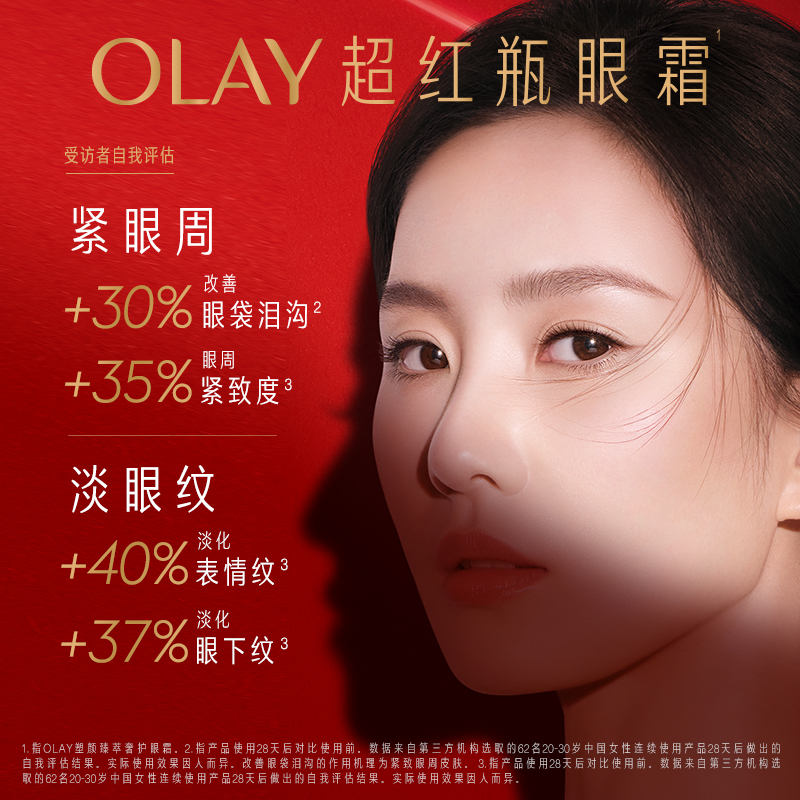 OLAY 超红瓶眼霜¹
受访者自我评估
紧眼周
+30% 改善
眼袋泪沟²
+35% 眼周
紧致度³
淡眼纹
+40% 淡化
表情纹³
+37% 淡化
眼下纹³
1.指OLAY塑颜臻萃奢护眼霜。2.指产品使用28天后对比使用前。数据来自第三方机构选取的62名20-30岁中国女性连续使用产品28天后做出的
自我评估结果。实际使用效果因人而异。改善眼袋泪沟的作用机理为紧致眼周皮肤。3.指产品使用28天后对比使用前。数据来自第三方机构选
取的62名20-30岁中国女性连续使用产品28天后做出的自我评估结果。实际使用效果因人而异。